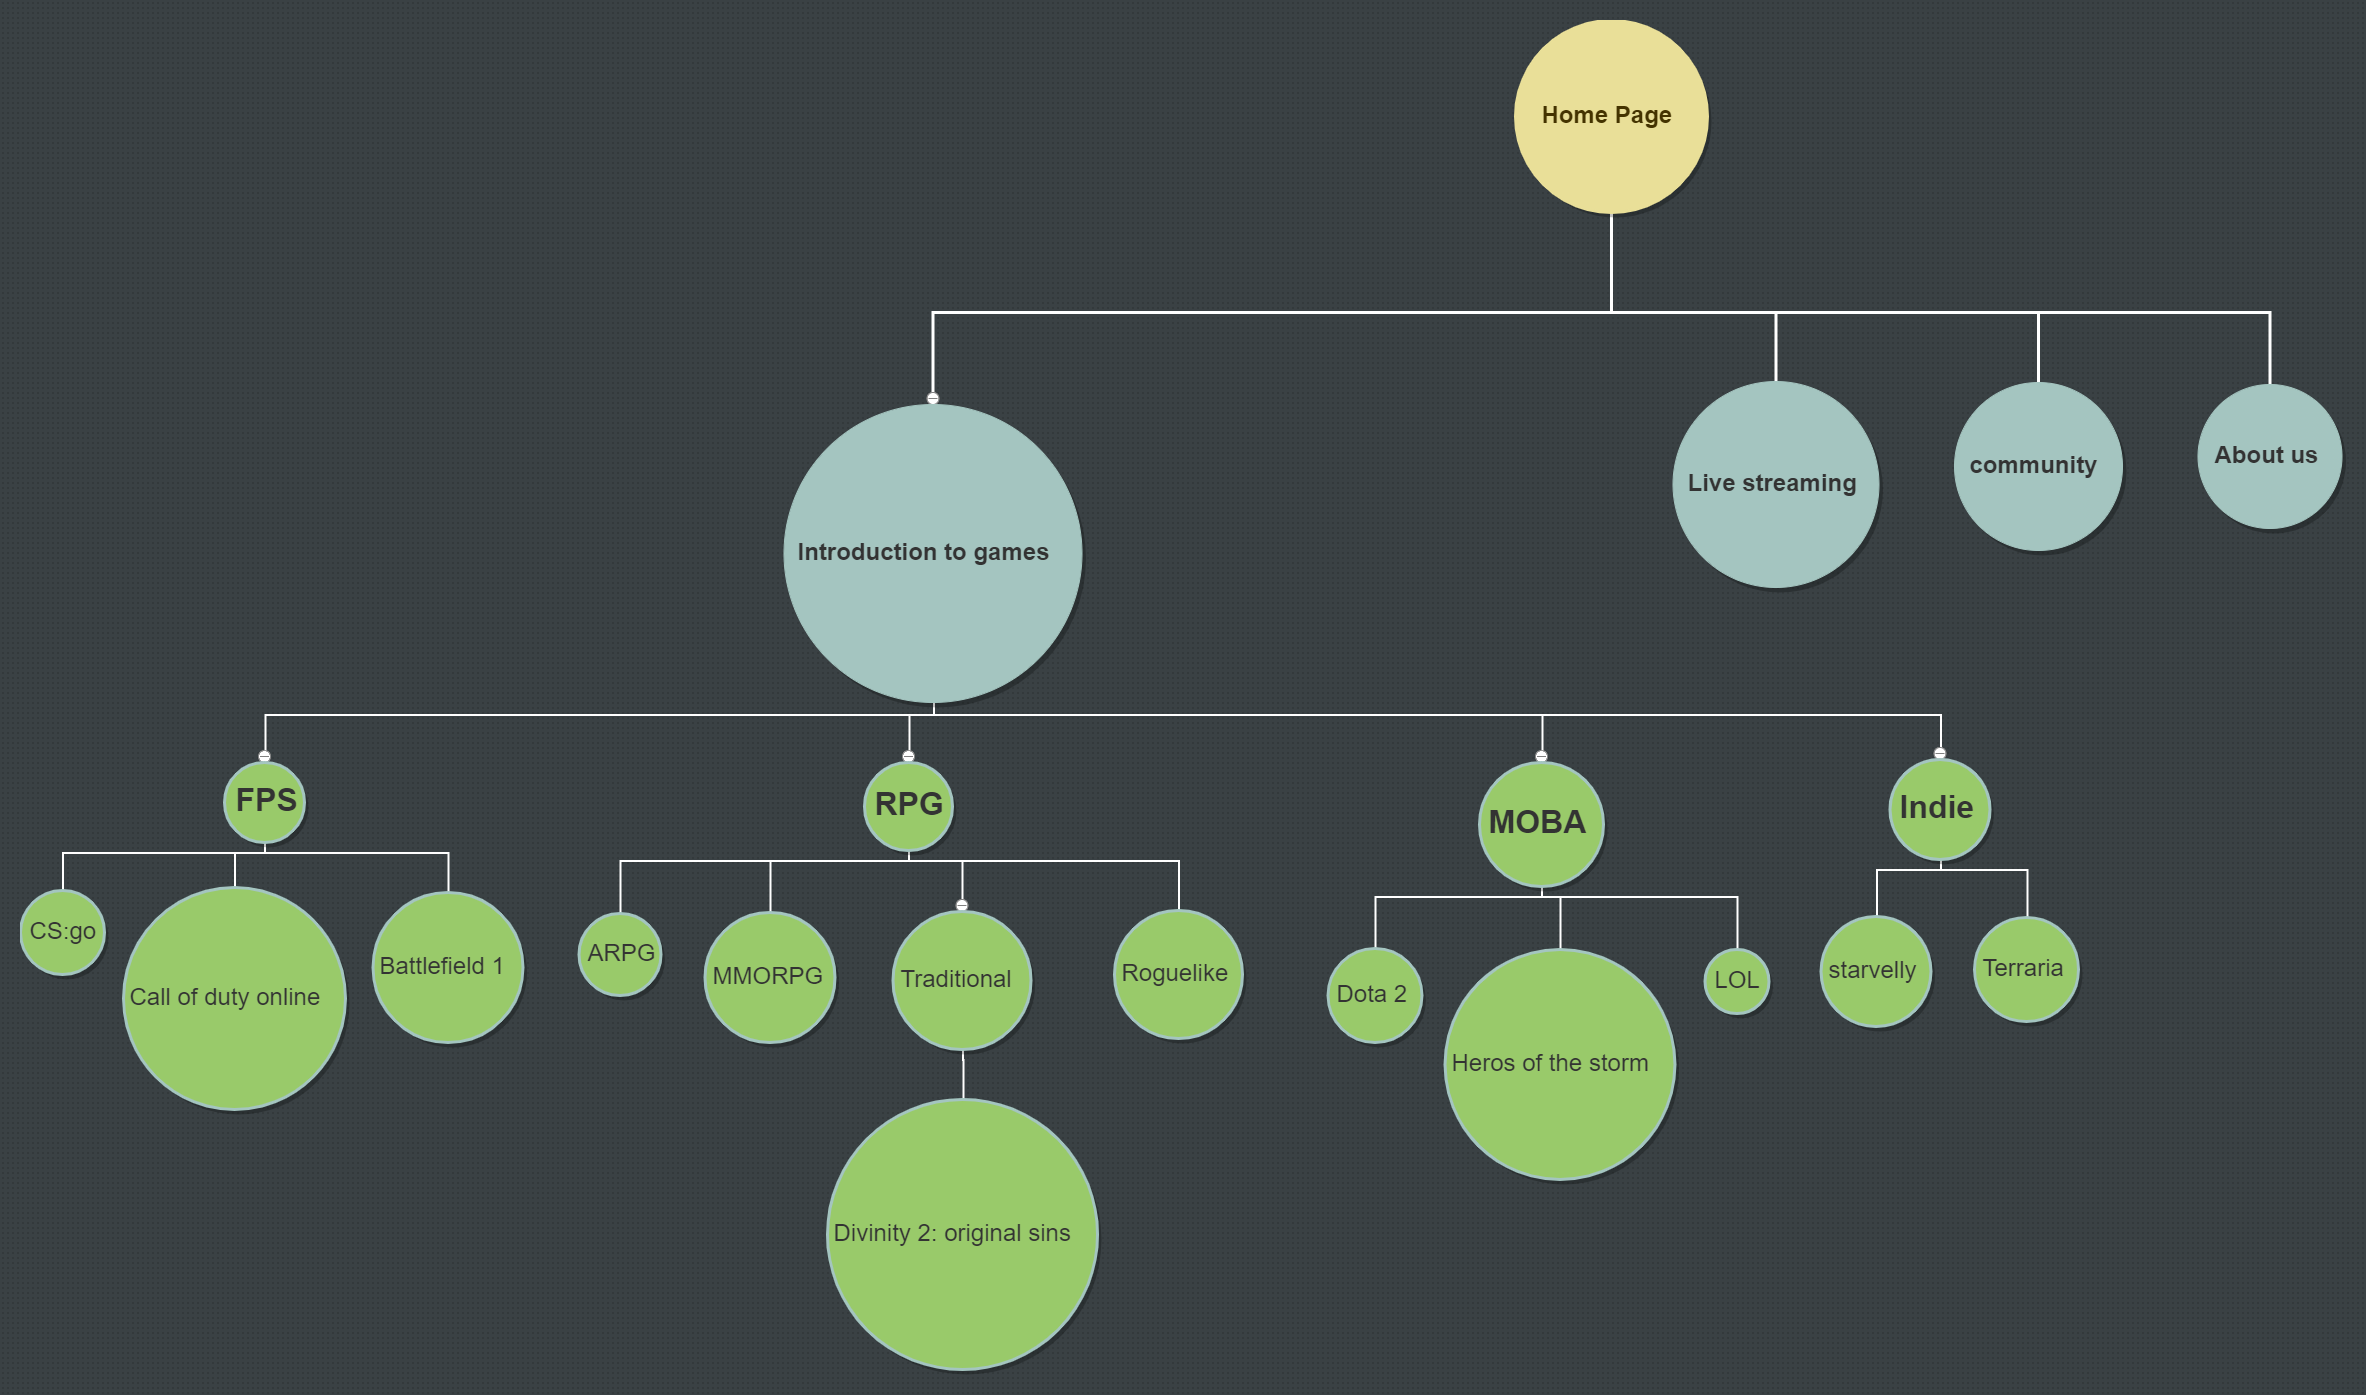 Home Page
Introduction to games
Live streaming
community
About us
FPS
RPG
MOBA
Indie
CS:go
Call of duty online
Battlefield 1
ARPG
MMORPG
Traditional
Roguelike
Dota 2
Heros of the storm
LOL
starvelly
Terraria
Divinity 2: original sins